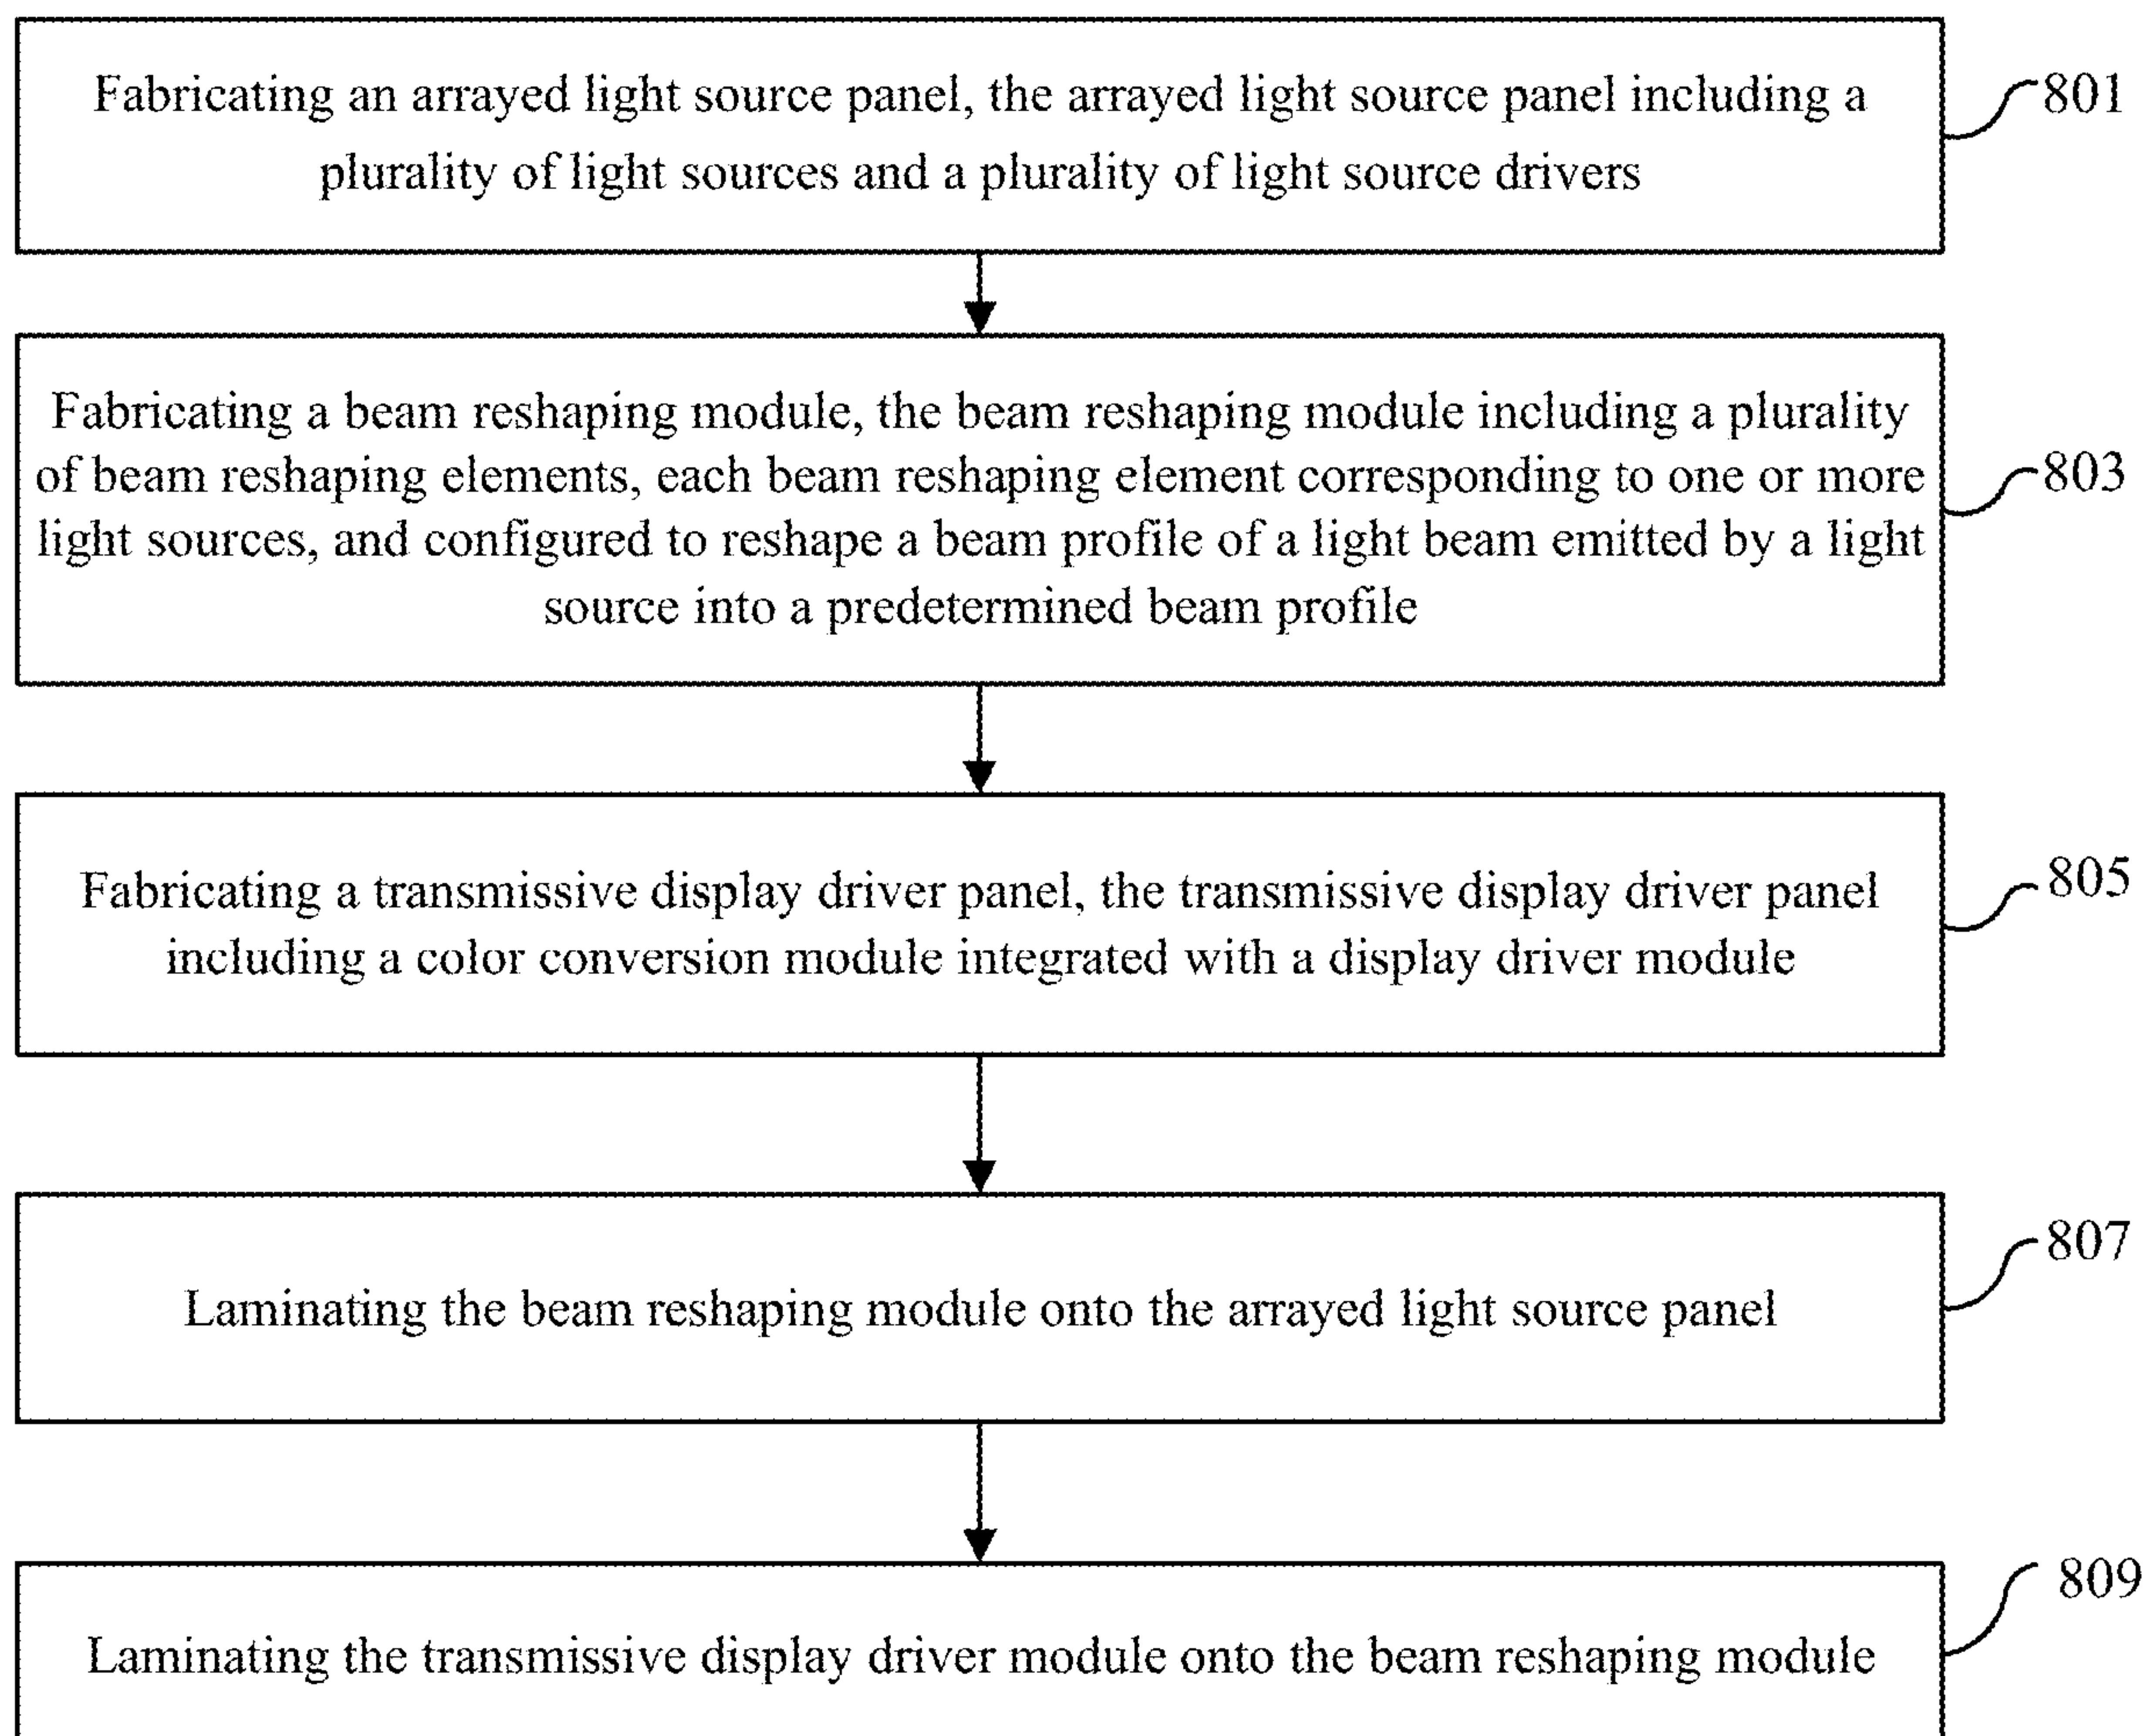 Fabricating an arrayed light source panel, the arrayed light source panel including a
plurality of light sources and a plurality of light source drivers
801
Fabricating a beam reshaping module, the beam reshaping module including a plurality
of beam reshaping elements, each beam reshaping element corresponding to one or more
light sources, and configured to reshape a beam profile of a light beam emitted by a light
source into a predetermined beam profile
803
Fabricating a transmissive display driver panel, the transmissive display driver panel
including a color conversion module integrated with a display driver module
805
Laminating the beam reshaping module onto the arrayed light source panel
807
Laminating the transmissive display driver module onto the beam reshaping module
809